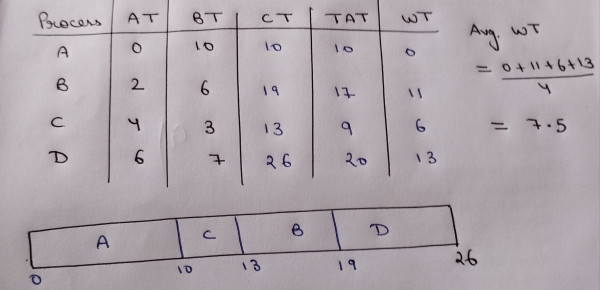 Process AT BT CT TAT WT
A 0 10 10 10 0
B 2 6 19 17 11
C 4 3 13 9 6
D 6 7 26 20 13
Avg. WT
= 0+11+6+13
4
= 7.5
A C B D
0 10 13 19 26